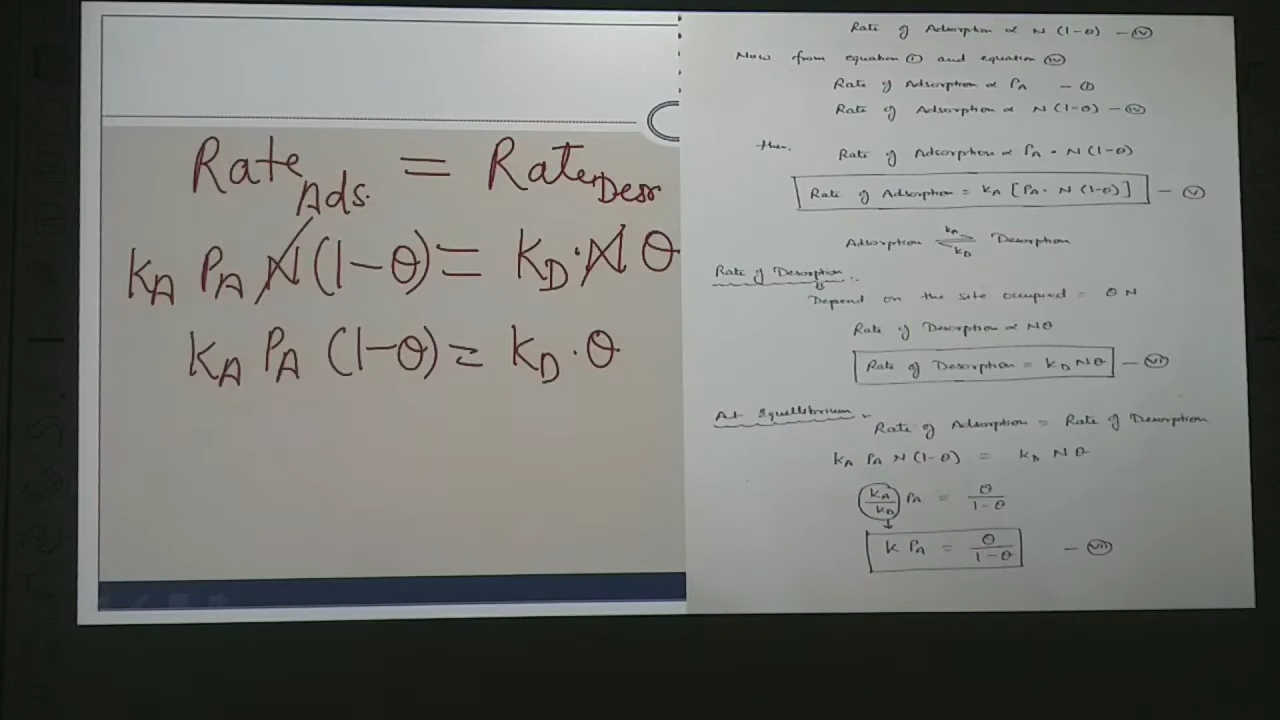 Rate Ads. = Rate Desr
KA PA N (1-θ) = KD · N θ
KA PA (1-θ) = KD · θ
Rate of Adsorption ∝ N (1-θ) - (iv)
Now from equation (i) and equation (iv)
Rate of Adsorption ∝ PA - (i)
Rate of Adsorption ∝ N (1-θ) - (iv)
then.
Rate of Adsorption ∝ PA · N (1-θ)
Rate of Adsorption = KA [PA · N (1-θ)] - (v)
Adsorption KA ⇌ KD Desorption
Rate of Desorption :-
Depend on the site occupied = θ N
Rate of Desorption ∝ Nθ
Rate of Desorption = KD Nθ - (vi)
At Equilibrium :
Rate of Adsorption = Rate of Desorption
KA PA N (1-θ) = KD N θ
KA/KD PA = θ/1-θ
K PA = θ/1-θ - (vii)